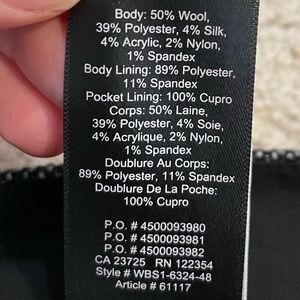 Body: 50% Wool,
39% Polyester, 4% Silk,
4% Acrylic, 2% Nylon,
1% Spandex
Body Lining: 89% Polyester,
11% Spandex
Pocket Lining: 100% Cupro
Corps: 50% Laine,
39% Polyester, 4% Soie,
4% Acrylique, 2% Nylon,
1% Spandex
Doublure Au Corps:
89% Polyester, 11% Spandex
Doublure De La Poche:
100% Cupro
P.O. # 4500093980
P.O. # 4500093981
P.O. # 4500093982
CA 23725 RN 122354
Style # WBS1-6324-48
Article # 61117